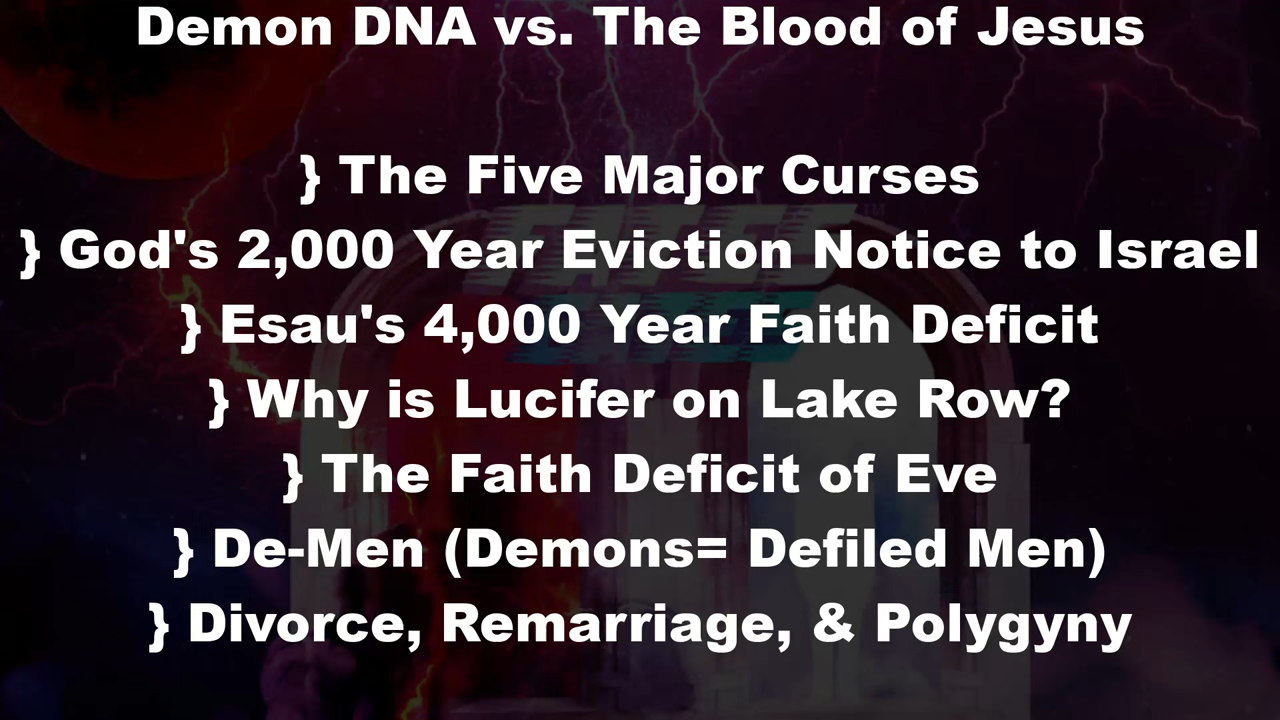 Demon DNA vs. The Blood of Jesus
} The Five Major Curses
} God's 2,000 Year Eviction Notice to Israel
} Esau's 4,000 Year Faith Deficit
} Why is Lucifer on Lake Row?
} The Faith Deficit of Eve
} De-Men (Demons= Defiled Men)
} Divorce, Remarriage, & Polygyny